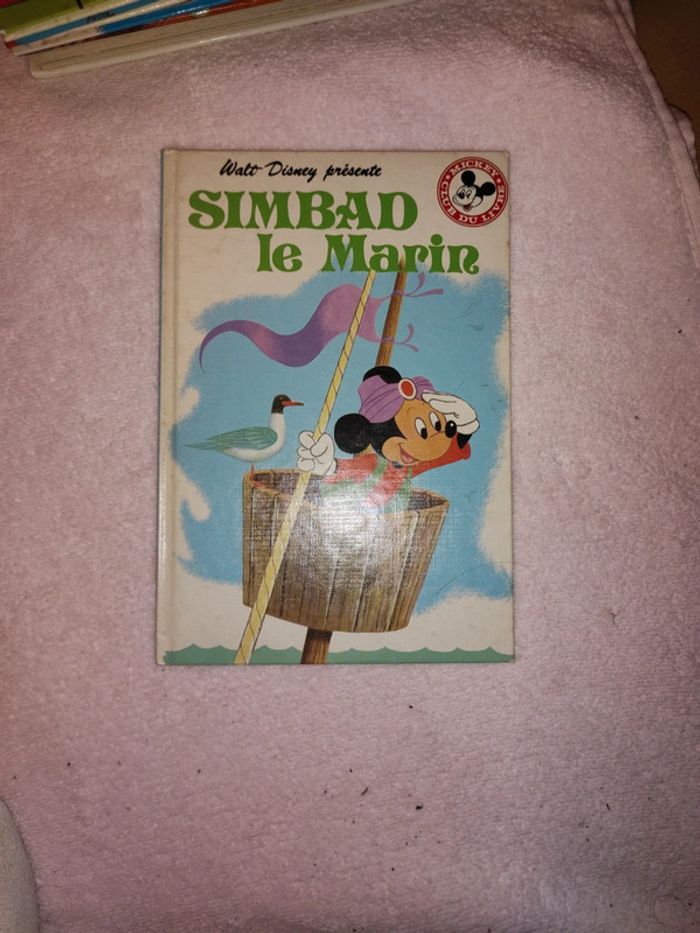 Walt Disney présente
SIMBAD
le Marin
MICKEY
CLUB DU LIVRE